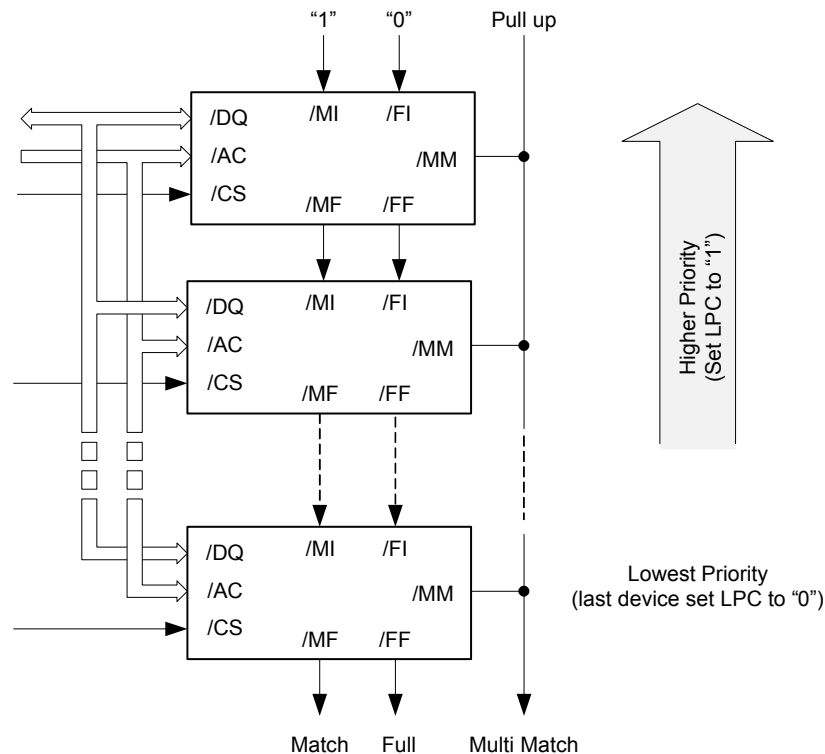 “1” “0” Pull up
/DQ /MI /FI
/AC /MM
/CS /MF /FF
/DQ /MI /FI
/AC /MM
/CS /MF /FF
Higher Priority
(Set LPC to “1”)
/DQ /MI /FI
/AC /MM
/CS /MF /FF
Lowest Priority
(last device set LPC to “0”)
Match Full Multi Match